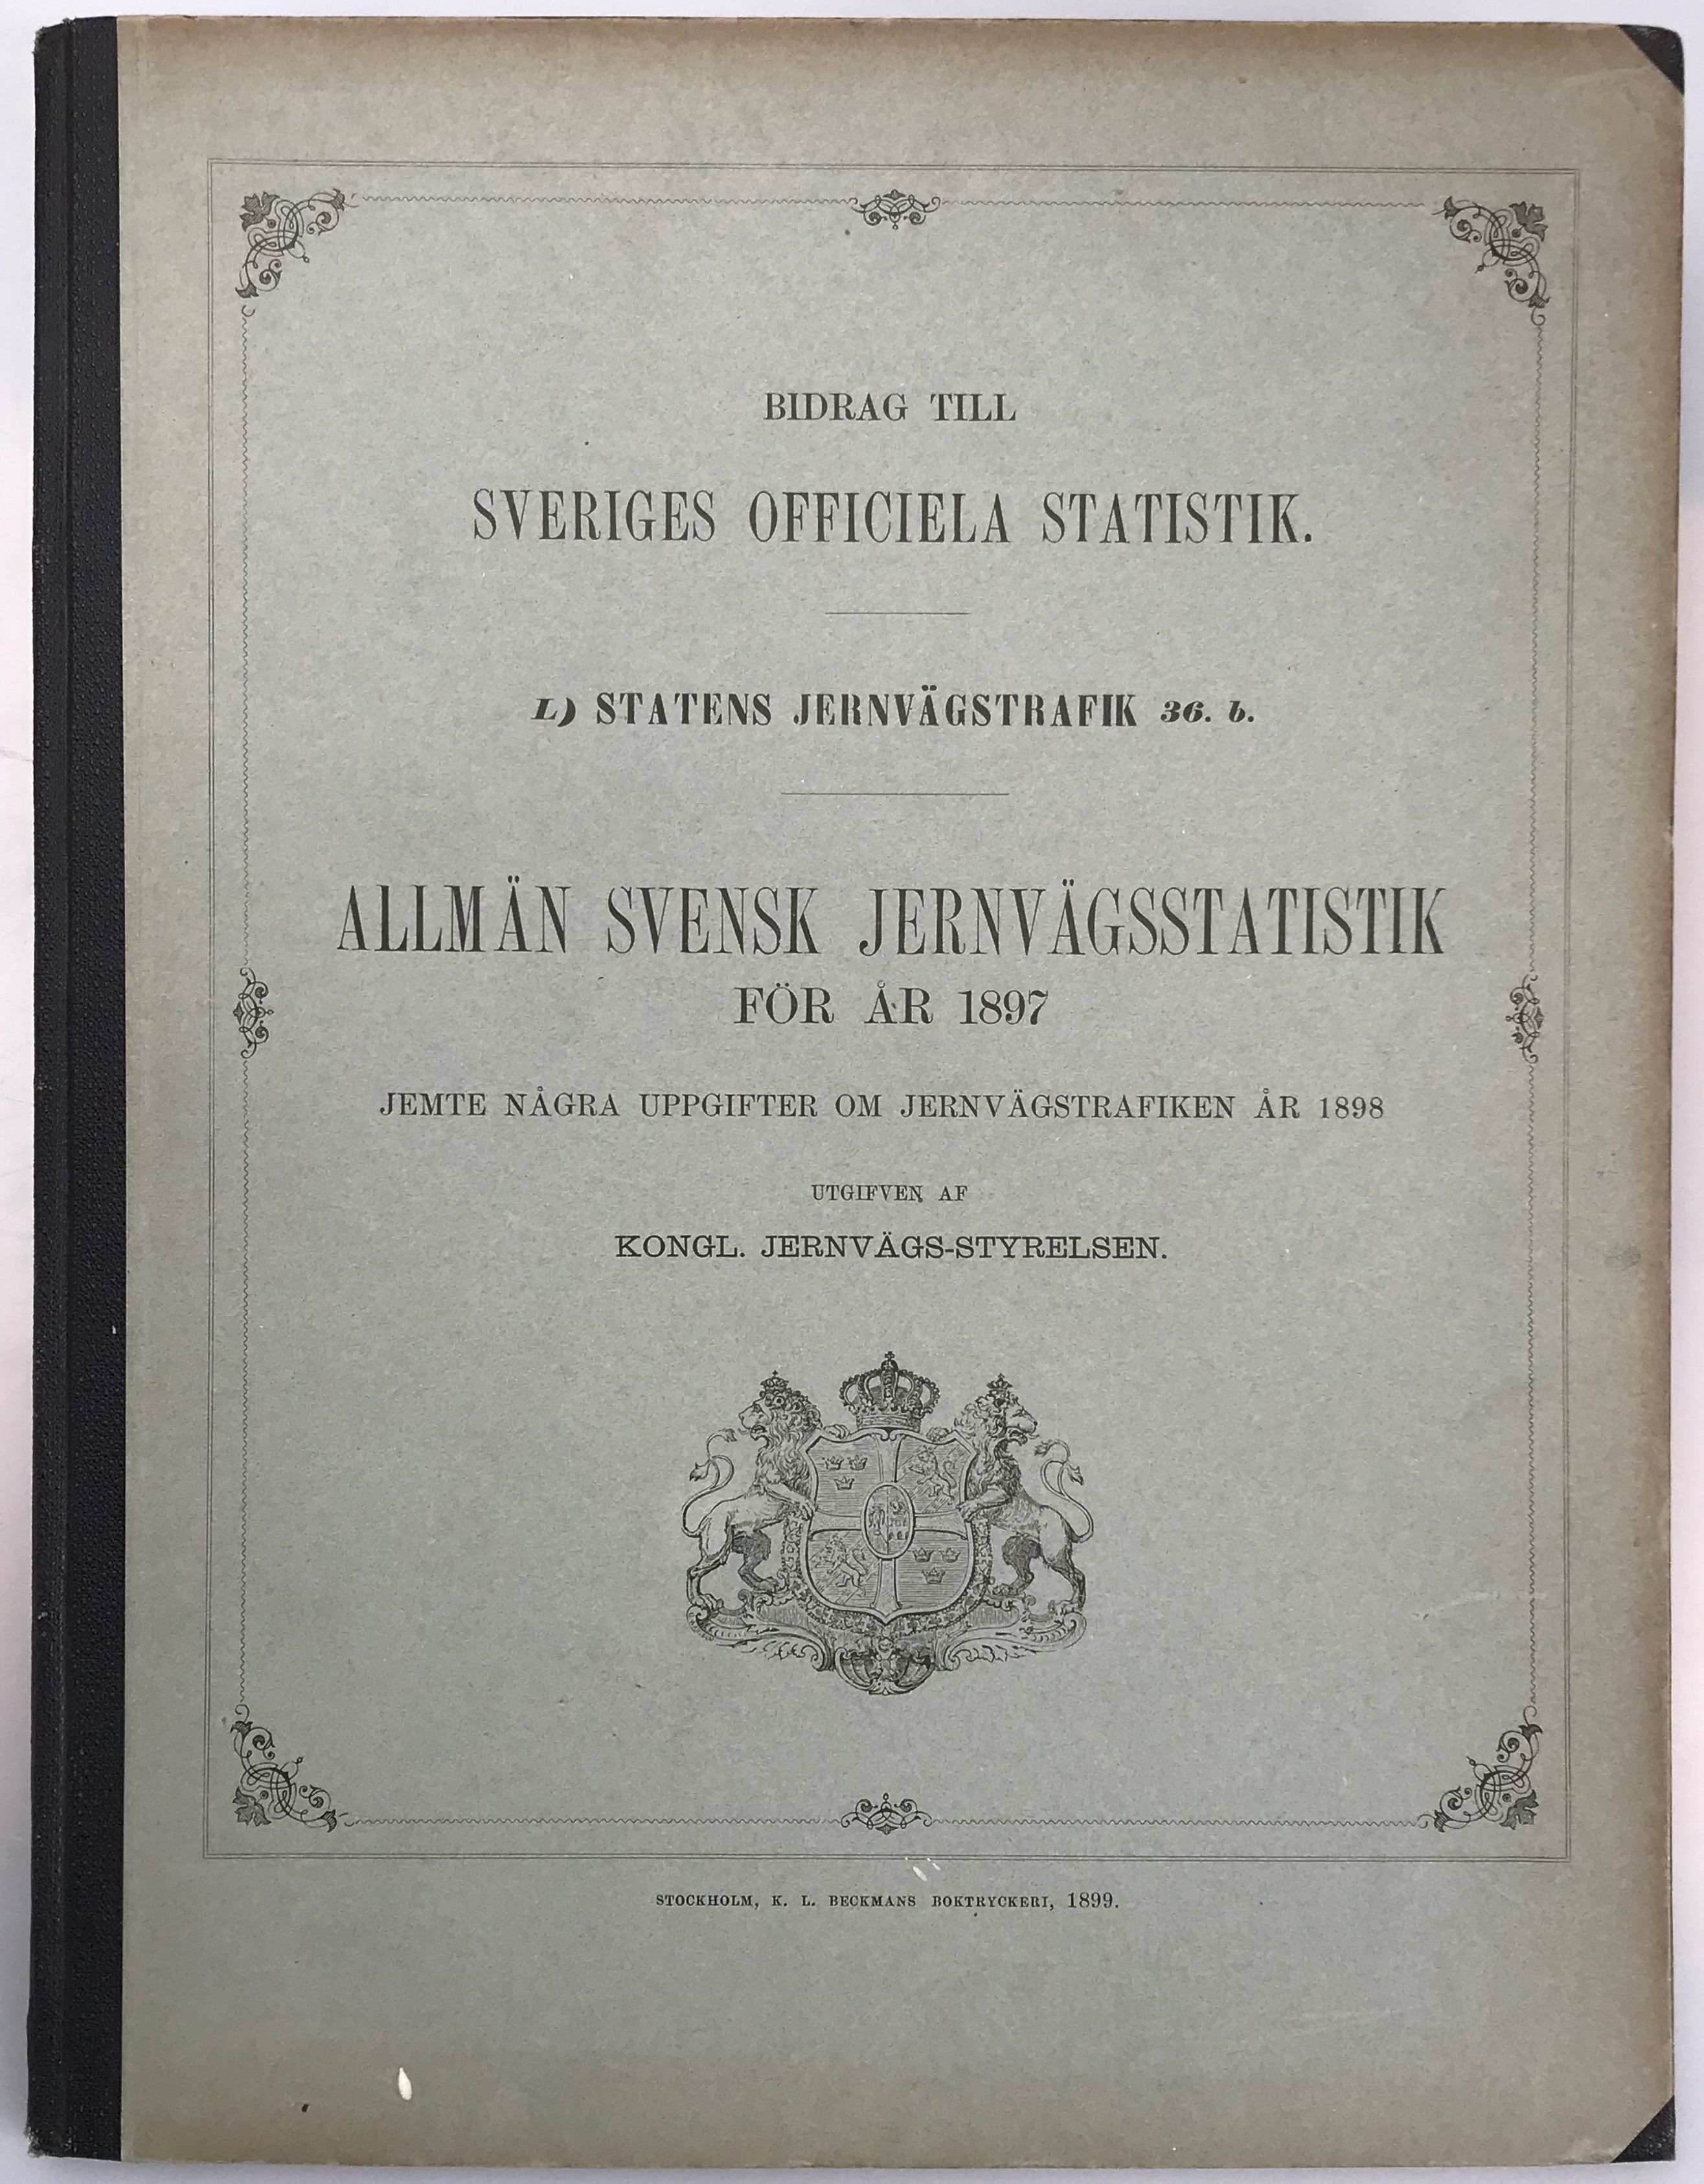 BIDRAG TILL
SVERIGES OFFICIELA STATISTIK.
L) STATENS JERNVÄGSTRAFIK 36. b.
ALLMÄN SVENSK JERNVÄGSSTATISTIK
FÖR ÅR 1897
JEMTE NÅGRA UPPGIFTER OM JERNVÄGSTRAFIKEN ÅR 1898
UTGIFVEN AF
KONGL. JERNVÄGS-STYRELSEN.
STOCKHOLM, K. L. BECKMANS BOKTRYCKERI, 1899.